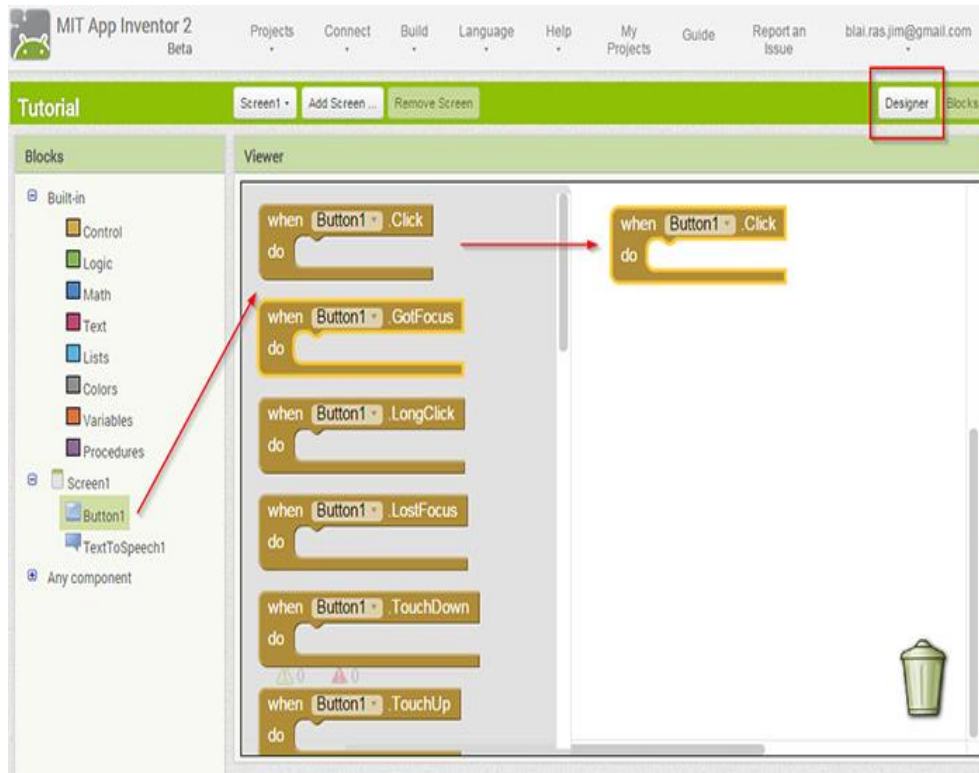 MIT App Inventor 2
Beta
Projects
Connect
Build
Language
Help
My
Projects
Guide
Report an
Issue
blai.ras.jim@gmail.com
Tutorial
Screen1
Add Screen ...
Remove Screen
Designer
Blocks
Blocks
Viewer
Built-in
Control
Logic
Math
Text
Lists
Colors
Variables
Procedures
Screen1
Button1
TextToSpeech1
Any component
when Button1 .Click
do
when Button1 .GotFocus
do
when Button1 .LongClick
do
when Button1 .LostFocus
do
when Button1 .TouchDown
do
0 0
when Button1 .TouchUp
do
when Button1 .Click
do